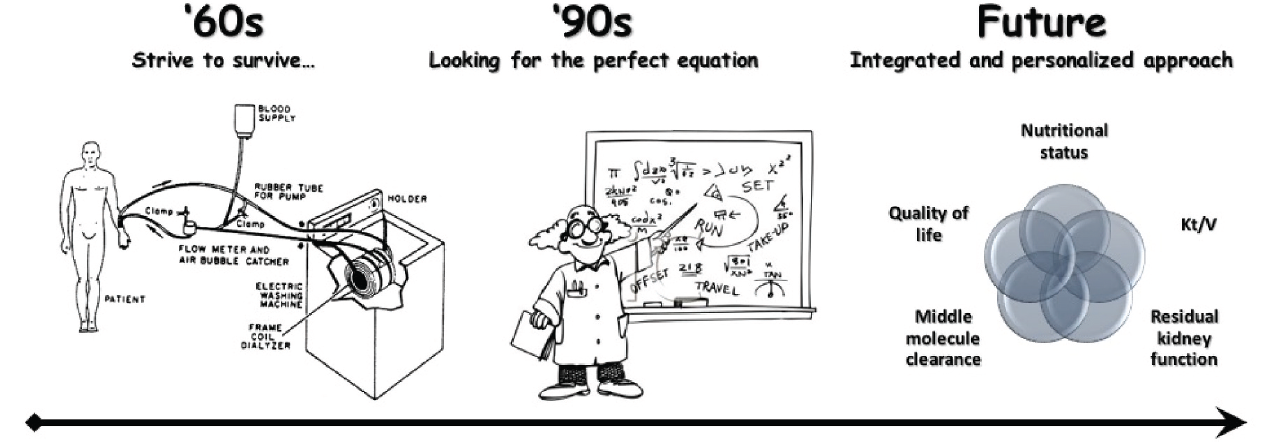 '60s
Strive to survive…
BLOOD
SUPPLY
RUBBER TUBE
FOR PUMP
HOLDER
Clamp
Clamp
FLOW METER AND
AIR BUBBLE CATCHER
ELECTRIC
WASHING
MACHINE
PATIENT
FRAME
COIL
DIALYZER
'90s
Looking for the perfect equation
SET
RUN
TAKE-UP
OFFSET
218
TRAVEL
TAN
Future
Integrated and personalized approach
Nutritional
status
Quality of
life
Kt/V
Middle
molecule
clearance
Residual
kidney
function